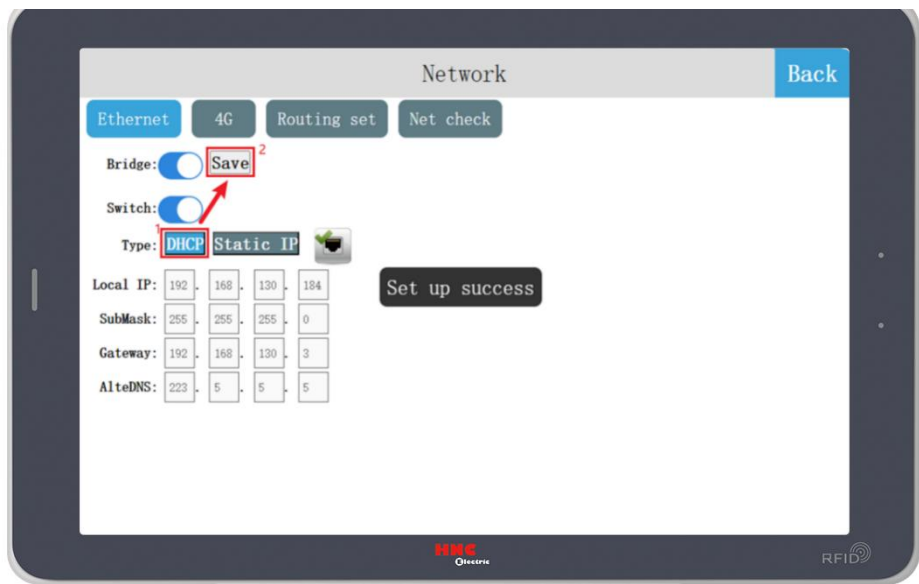 Network
Back
Ethernet
4G
Routing set
Net check
Bridge:
Save
2
Switch:
1
Type:
DHCP
Static IP
Local IP: 192 . 168 . 130 . 184
Set up success
SubMask: 255 . 255 . 255 . 0
Gateway: 192 . 168 . 130 . 3
AlteDNS: 223 . 5 . 5 . 5
HNC
Electric
RFID